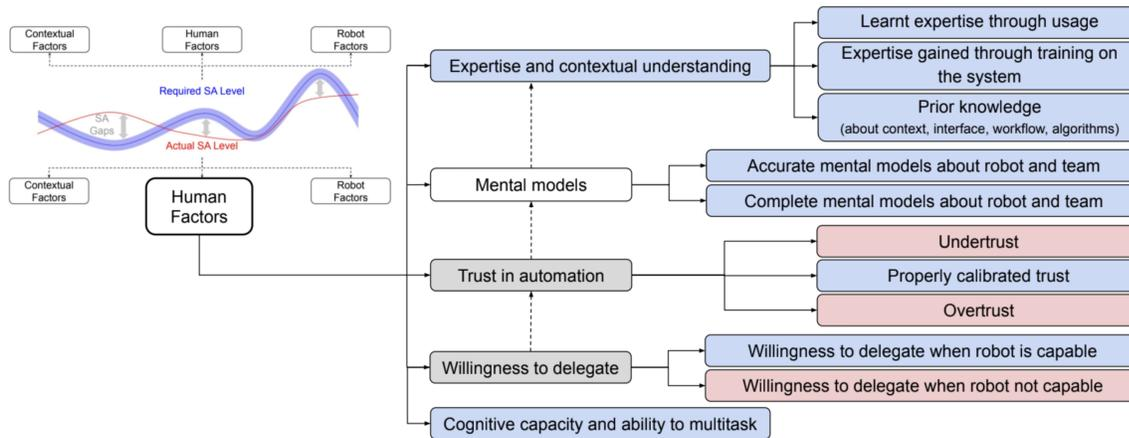 Contextual
Factors
Human
Factors
Robot
Factors
Required SA Level
SA
Gaps
Actual SA Level
Contextual
Factors
Human
Factors
Robot
Factors
Expertise and contextual understanding
Learnt expertise through usage
Expertise gained through training on
the system
Prior knowledge
(about context, interface, workflow, algorithms)
Mental models
Accurate mental models about robot and team
Complete mental models about robot and team
Trust in automation
Undertrust
Properly calibrated trust
Overtrust
Willingness to delegate
Willingness to delegate when robot is capable
Willingness to delegate when robot not capable
Cognitive capacity and ability to multitask